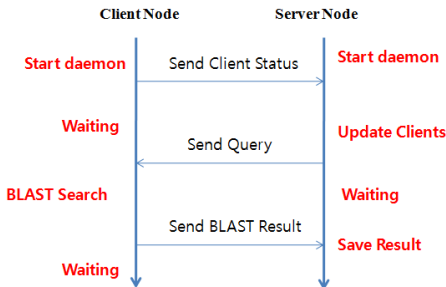 Client Node
Server Node
Start daemon
Send Client Status
Start daemon
Waiting
Send Query
Update Clients
BLAST Search
Waiting
Send BLAST Result
Save Result
Waiting